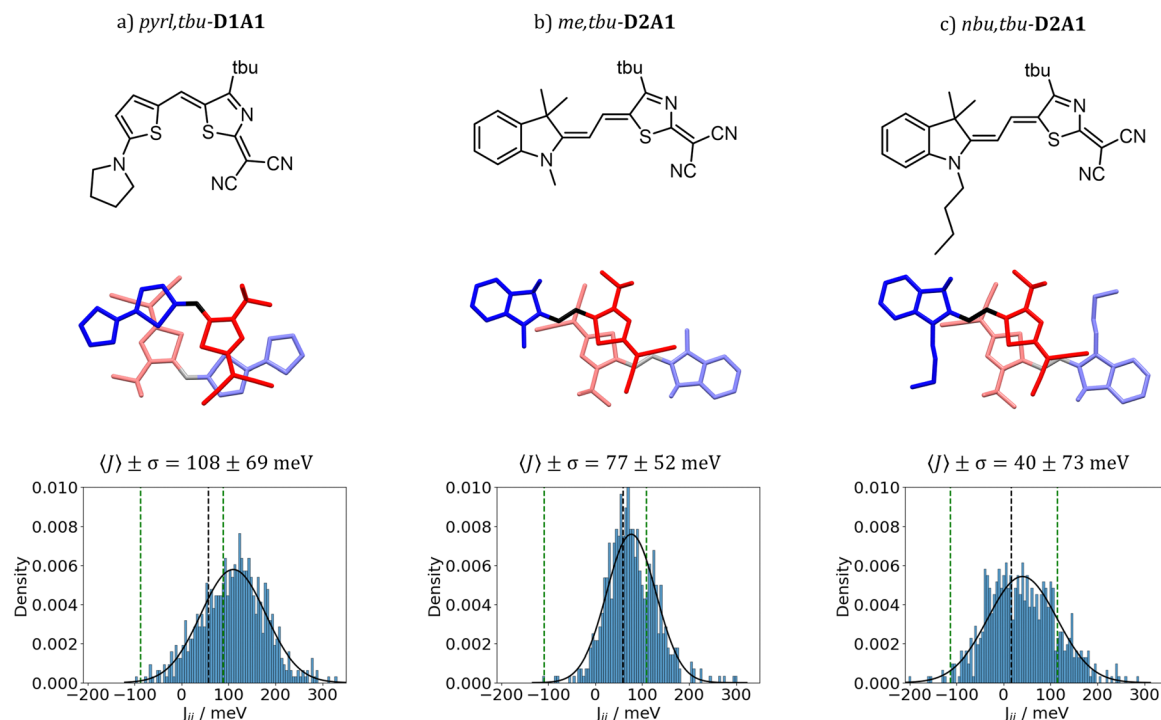 a) pyrl,tbu-D1A1
b) me,tbu-D2A1
c) nbu,tbu-D2A1
tbu
N
S
S
N
CN
NC
tbu
N
S
CN
N
NC
tbu
N
S
CN
N
NC
⟨J⟩ ± σ = 108 ± 69 meV
⟨J⟩ ± σ = 77 ± 52 meV
⟨J⟩ ± σ = 40 ± 73 meV
0.010
0.008
0.006
0.004
0.002
0.000
Density
−200 −100 0 100 200 300
J_ij / meV
0.010
0.008
0.006
0.004
0.002
0.000
Density
−200 −100 0 100 200 300
J_ij / meV
0.010
0.008
0.006
0.004
0.002
0.000
Density
−200 −100 0 100 200 300
J_ij / meV